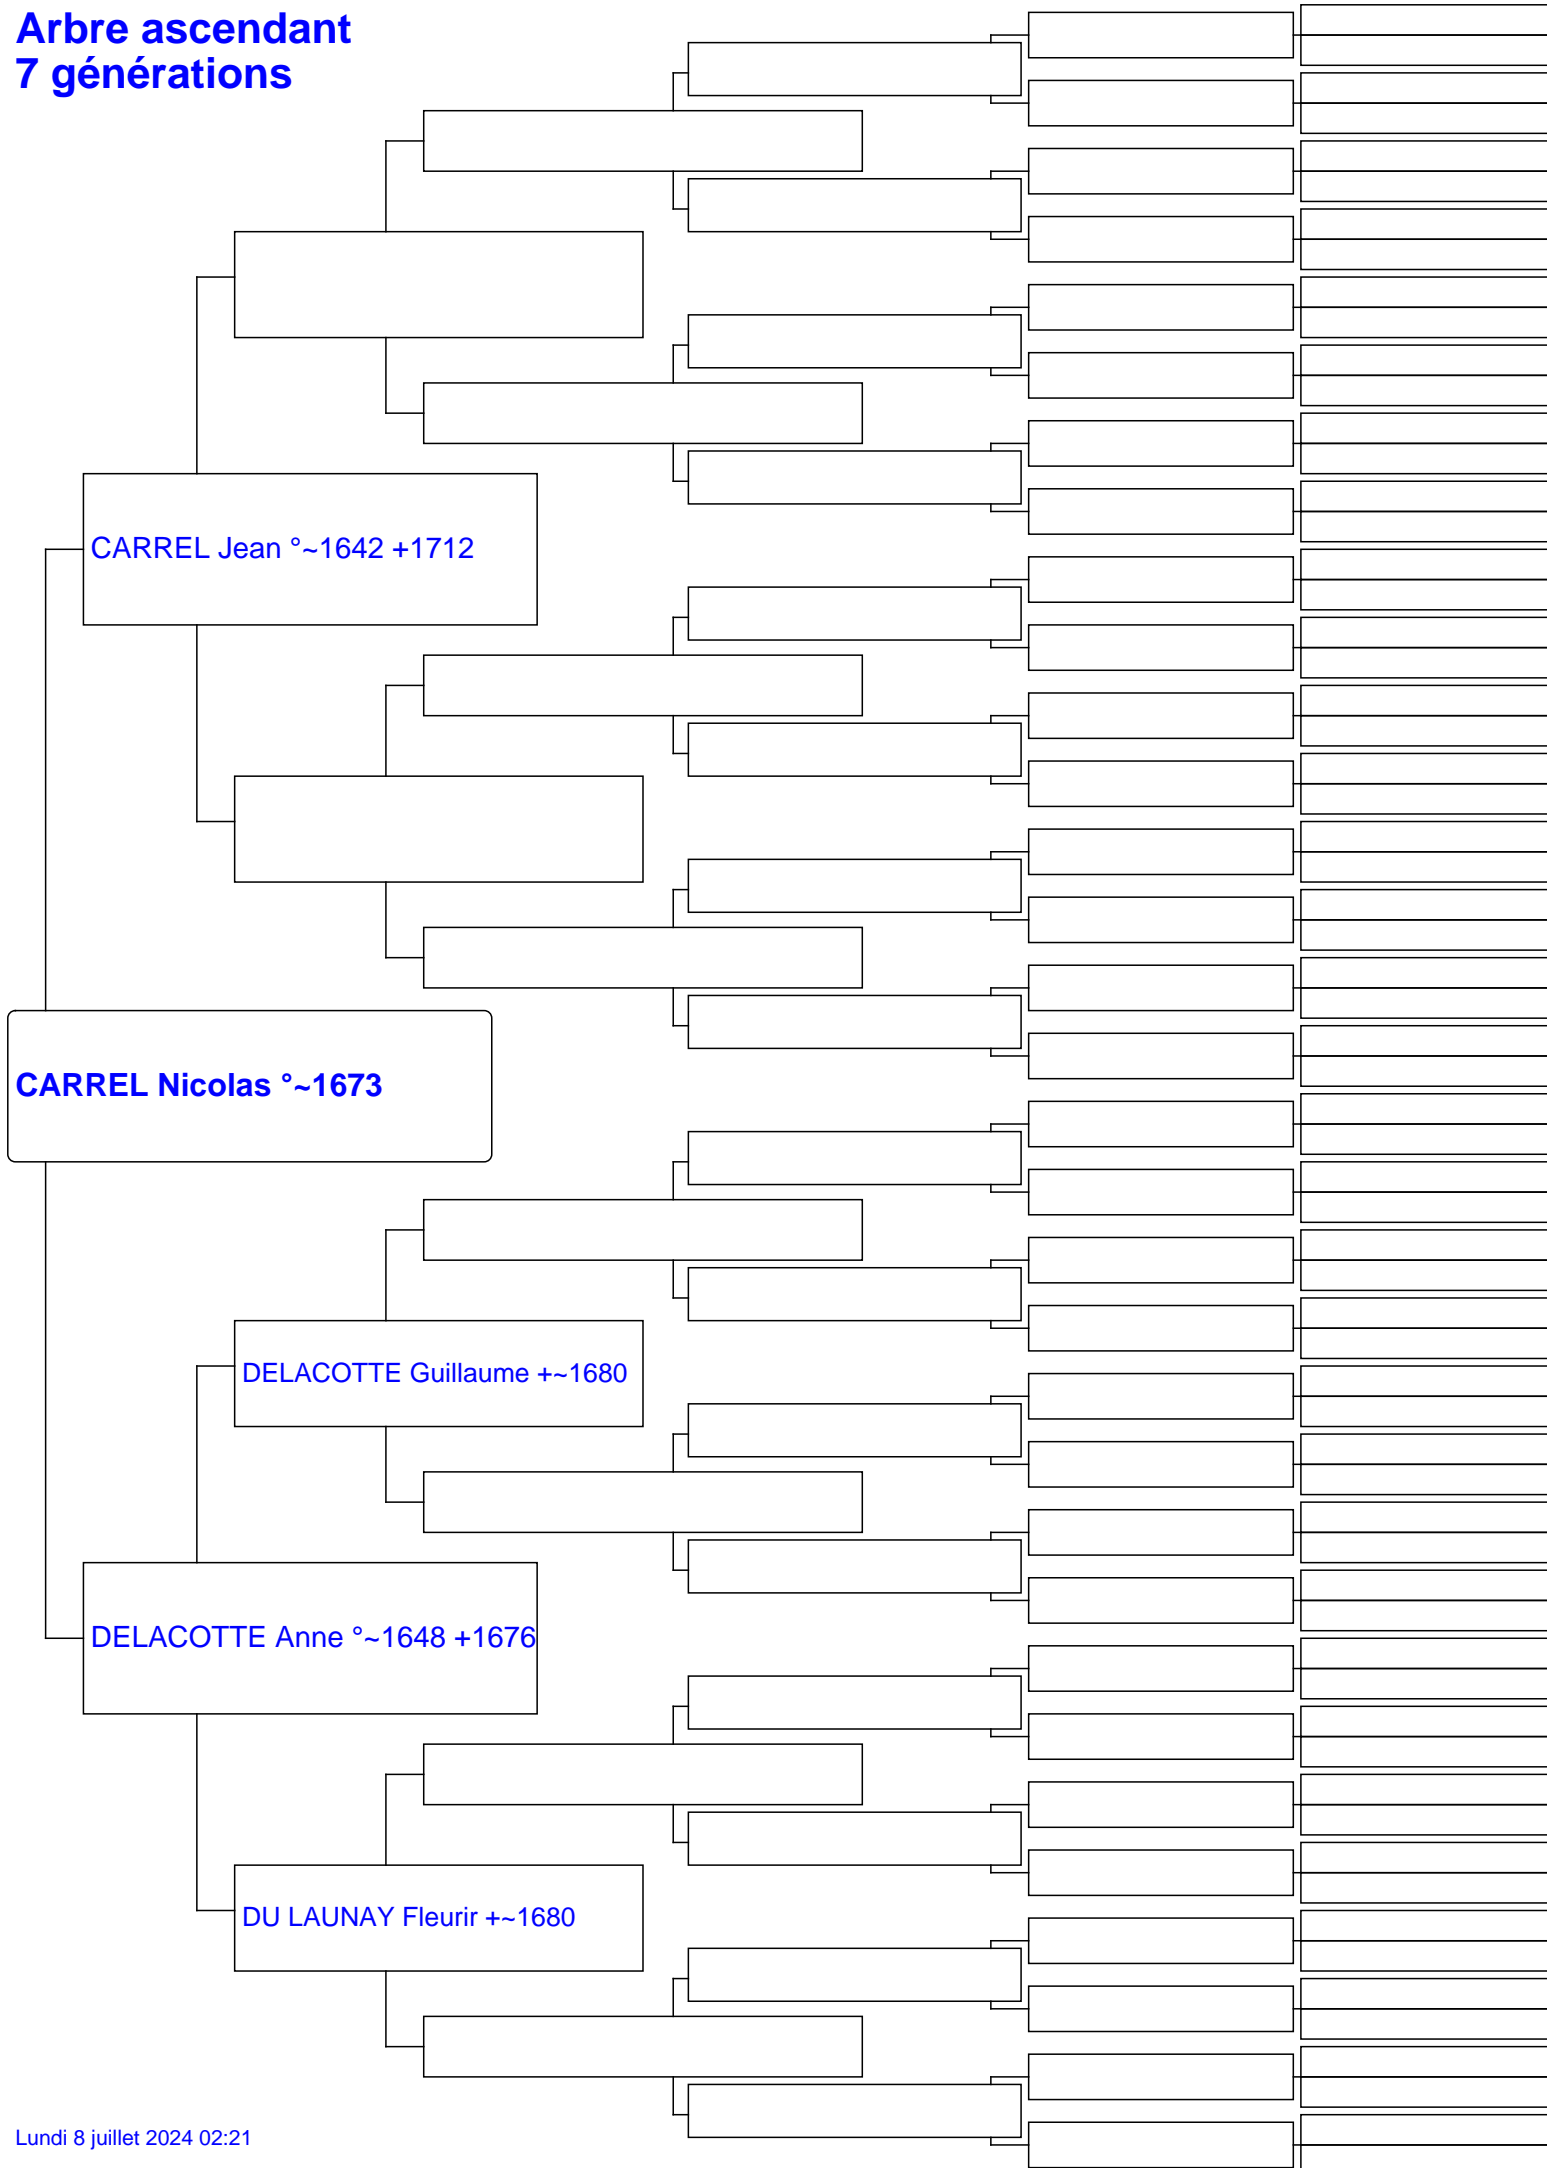 Arbre ascendant
7 générations
CARREL Jean °~1642 +1712
CARREL Nicolas °~1673
DELACOTTE Guillaume +~1680
DELACOTTE Anne °~1648 +1676
DU LAUNAY Fleurir +~1680
Lundi 8 juillet 2024 02:21